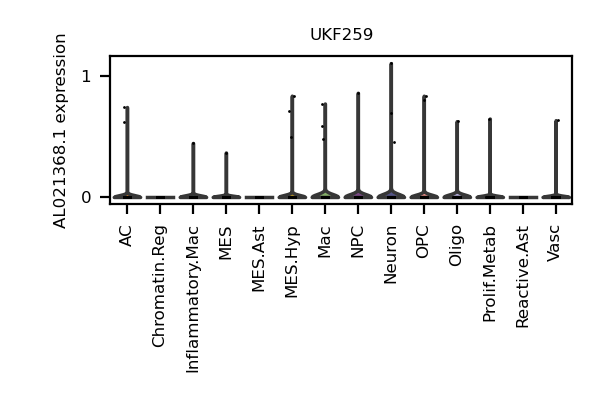 UKF259
AL021368.1 expression
1
0
AC
Chromatin.Reg
Inflammatory.Mac
MES
MES.Ast
MES.Hyp
Mac
NPC
Neuron
OPC
Oligo
Prolif.Metab
Reactive.Ast
Vasc